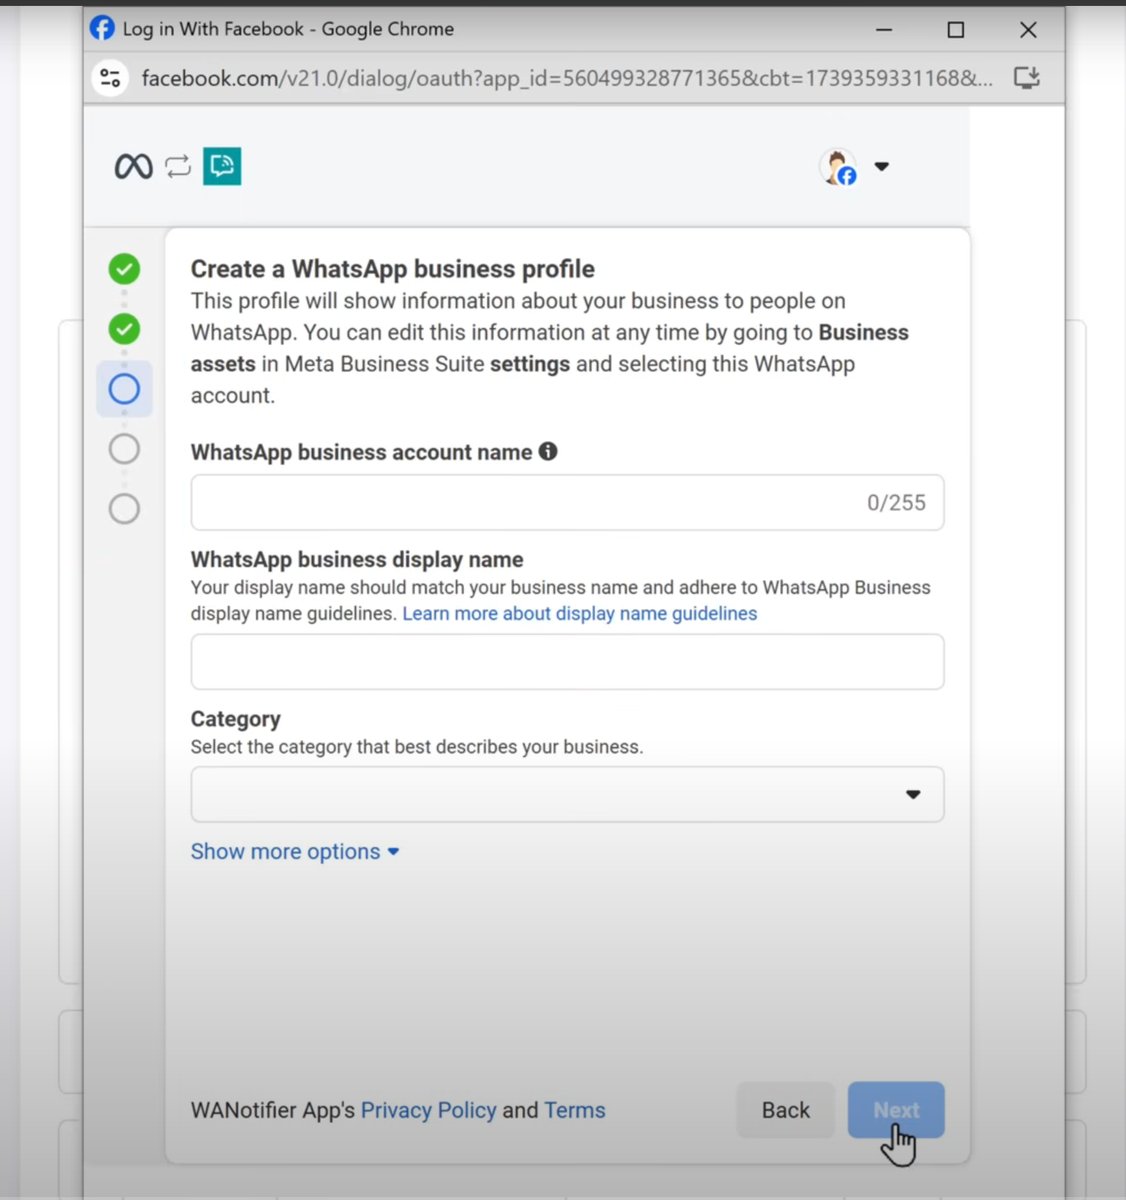 Log in With Facebook - Google Chrome
facebook.com/v21.0/dialog/oauth?app_id=560499328771365&cbt=1739359331168&...
Create a WhatsApp business profile
This profile will show information about your business to people on
WhatsApp. You can edit this information at any time by going to Business
assets in Meta Business Suite settings and selecting this WhatsApp
account.
WhatsApp business account name
0/255
WhatsApp business display name
Your display name should match your business name and adhere to WhatsApp Business
display name guidelines. Learn more about display name guidelines
Category
Select the category that best describes your business.
Show more options
WANotifier App's Privacy Policy and Terms
Back
Next